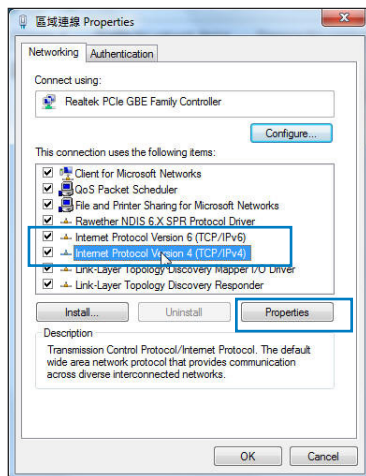 區域連線 Properties
Networking Authentication
Connect using:
Realtek PCIe GBE Family Controller
Configure...
This connection uses the following items:
Client for Microsoft Networks
QoS Packet Scheduler
File and Printer Sharing for Microsoft Networks
Rawether NDIS 6.X SPR Protocol Driver
Internet Protocol Version 6 (TCP/IPv6)
Internet Protocol Version 4 (TCP/IPv4)
Link-Layer Topology Discovery Mapper I/O Driver
Link-Layer Topology Discovery Responder
Install... Uninstall Properties
Description
Transmission Control Protocol/Internet Protocol. The default
wide area network protocol that provides communication
across diverse interconnected networks.
OK Cancel